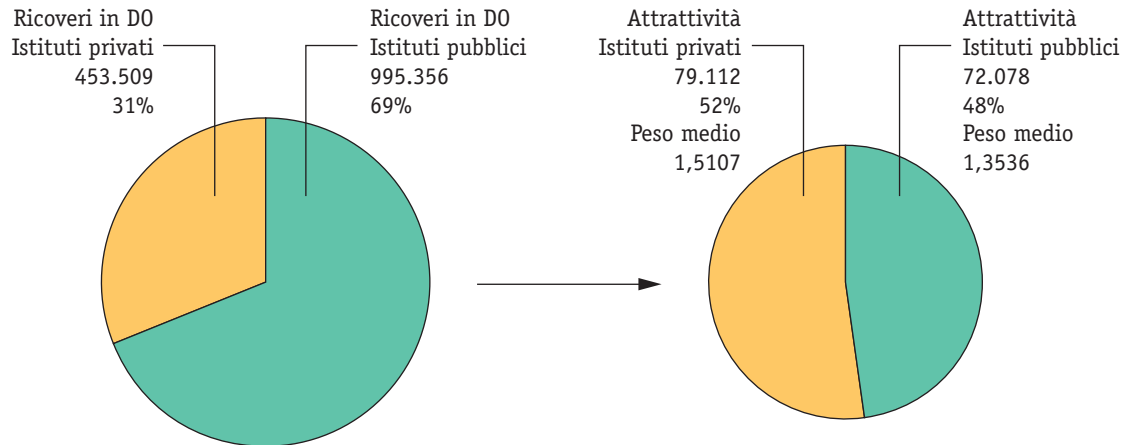 Ricoveri in DO
Istituti privati
453.509
31%
Ricoveri in DO
Istituti pubblici
995.356
69%
Attrattività
Istituti privati
79.112
52%
Peso medio
1,5107
Attrattività
Istituti pubblici
72.078
48%
Peso medio
1,3536